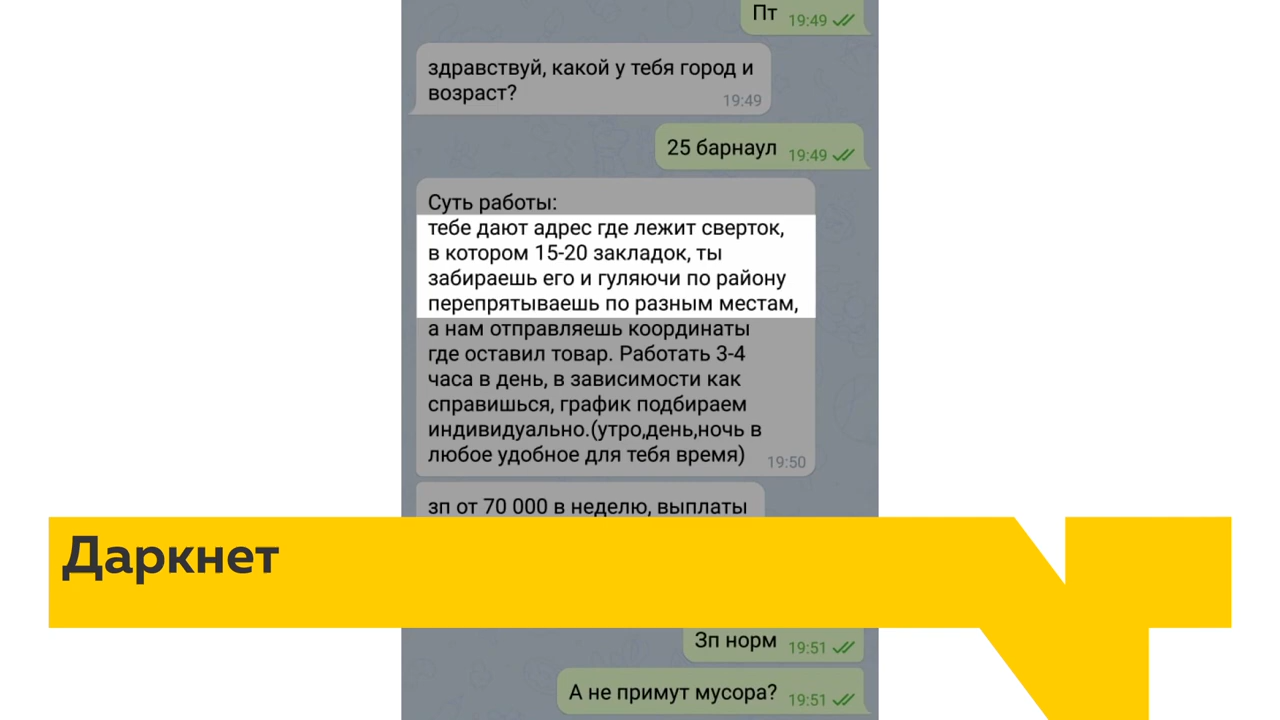 Пт 19:49
здравствуй, какой у тебя город и
возраст?
19:49
25 барнаул 19:49
Суть работы:
тебе дают адрес где лежит сверток,
в котором 15-20 закладок, ты
забираешь его и гуляючи по району
перепрятываешь по разным местам,
а нам отправляешь координаты
где оставил товар. Работать 3-4
часа в день, в зависимости как
справишься, график подбираем
индивидуально.(утро,день,ночь в
любое удобное для тебя время)
19:50
зп от 70 000 в неделю, выплаты
Даркнет
Зп норм 19:51
А не примут мусора? 19:51